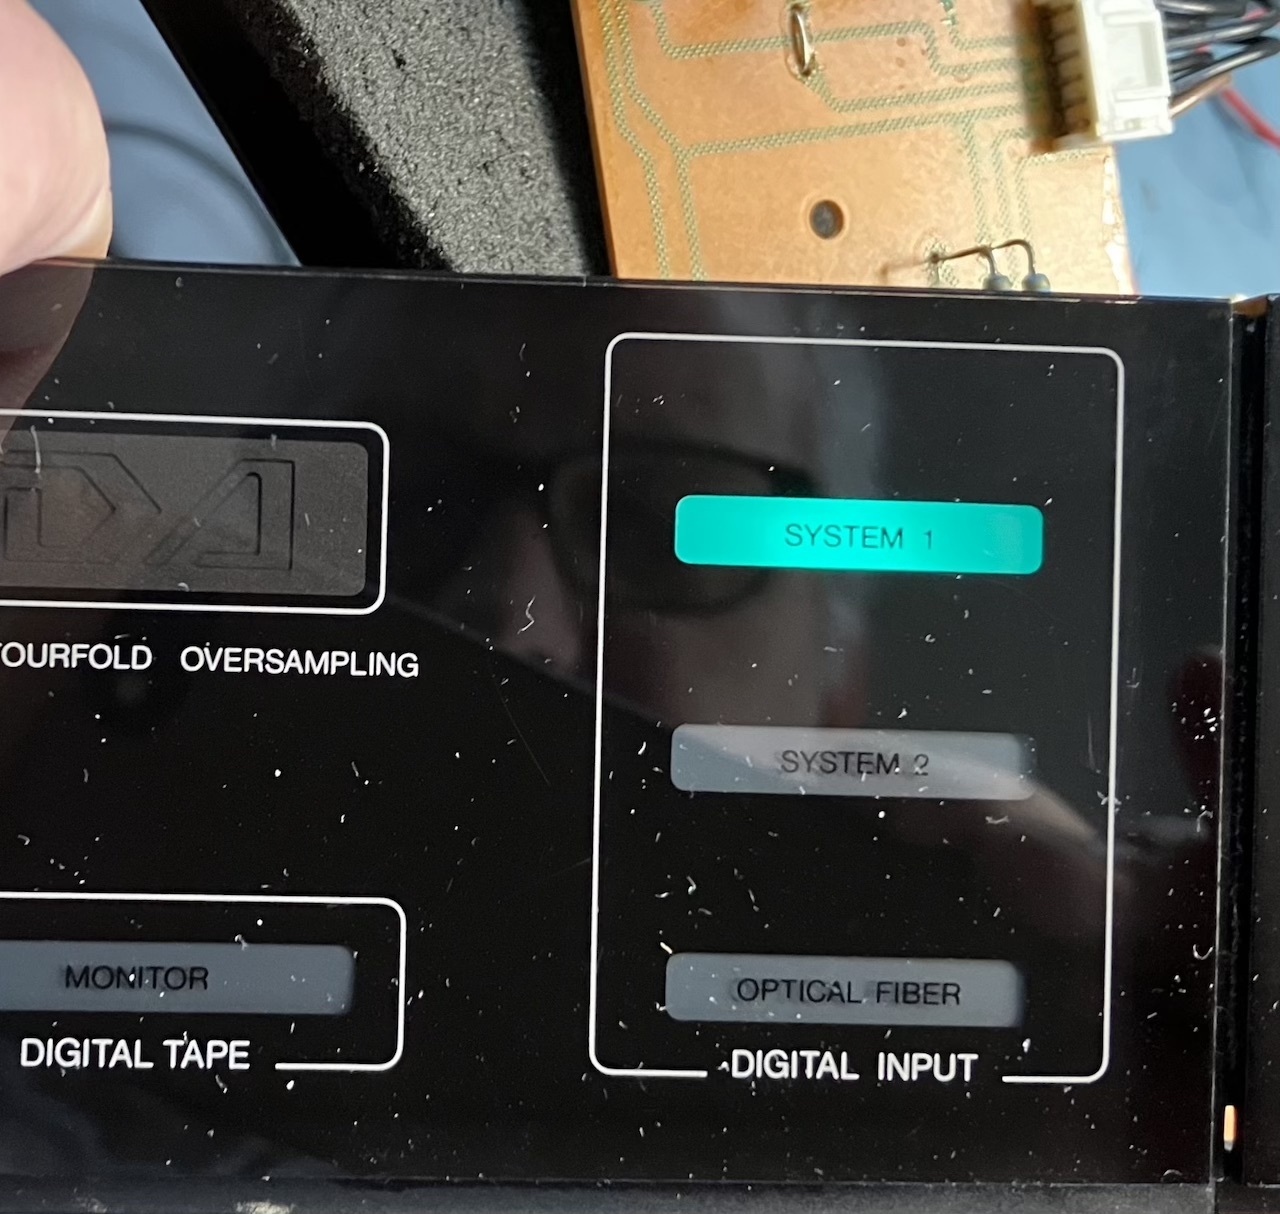 OURFOLD OVERSAMPLING
SYSTEM 1
SYSTEM 2
MONITOR
DIGITAL TAPE
OPTICAL FIBER
DIGITAL INPUT